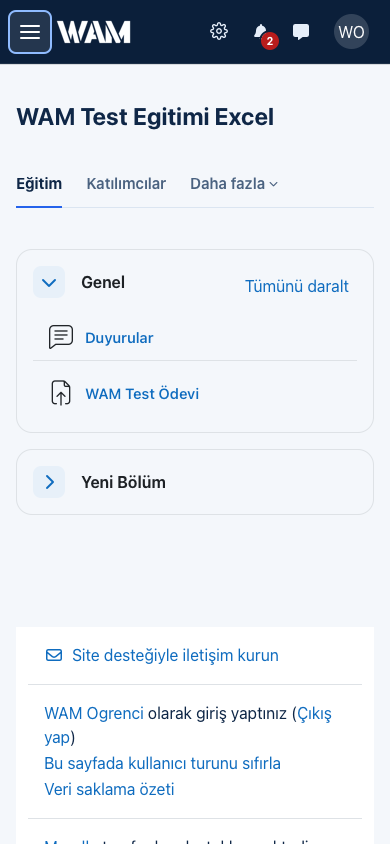 WAM
2
WO
WAM Test Egitimi Excel
Eğitim
Katılımcılar
Daha fazla
Genel
Tümünü daralt
Duyurular
WAM Test Ödevi
Yeni Bölüm
Site desteğiyle iletişim kurun
WAM Ogrenci olarak giriş yaptınız (Çıkış
yap)
Bu sayfada kullanıcı turunu sıfırla
Veri saklama özeti